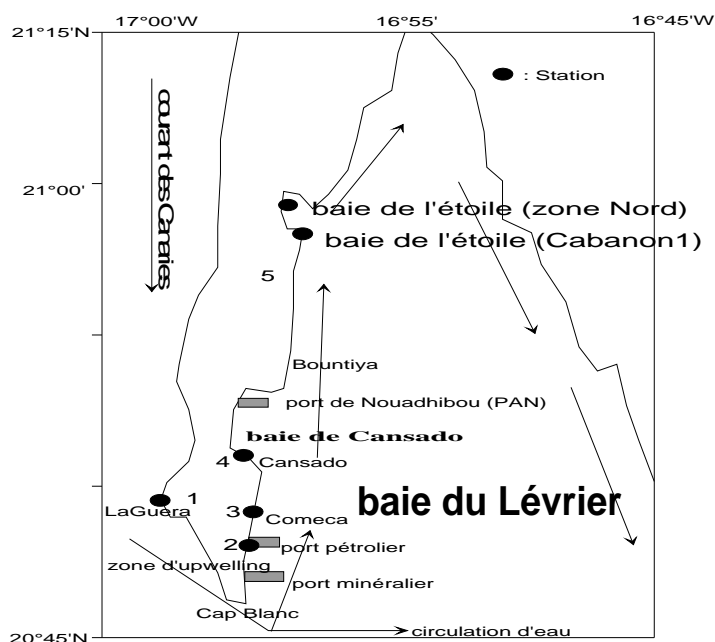 17°00'W
16°55'
16°45'W
21°15'N
: Station
courant des Canaries
21°00'
baie de l'étoile (zone Nord)
baie de l'étoile (Cabanon1)
5
Bountiya
port de Nouadhibou (PAN)
baie de Cansado
4
Cansado
baie du Lévrier
1
LaGuera
3
Comeca
2
port pétrolier
zone d'upwelling
port minéralier
Cap Blanc
circulation d'eau
20°45'N